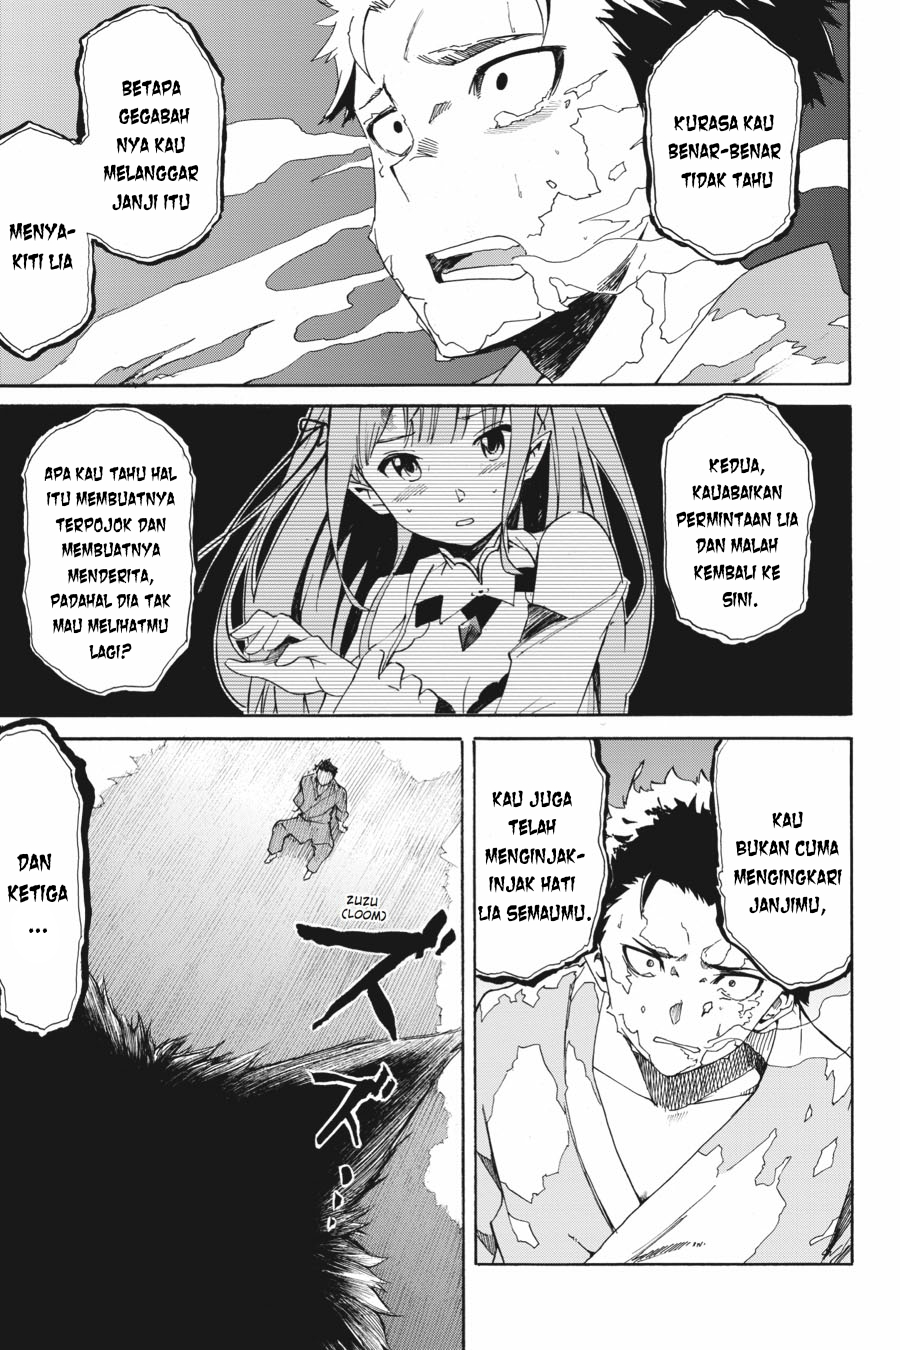 KURASA KAU
BENAR-BENAR
TIDAK TAHU
BETAPA
GEGABAH
NYA KAU
MELANGGAR
JANJI ITU
MENYA-
KITI LIA
KEDUA,
KAUABAIKAN
PERMINTAAN LIA
DAN MALAH
KEMBALI KE
SINI.
APA KAU TAHU HAL
ITU MEMBUATNYA
TERPOJOK DAN
MEMBUATNYA
MENDERITA,
PADAHAL DIA TAK
MAU MELIHATMU
LAGI?
KAU
BUKAN CUMA
MENGINGKARI
JANJIMU,
KAU JUGA
TELAH
MENGINJAK-
INJAK HATI
LIA SEMAUMU.
ZUZU
(LOOM)
ズ
ズ
DAN
KETIGA
...